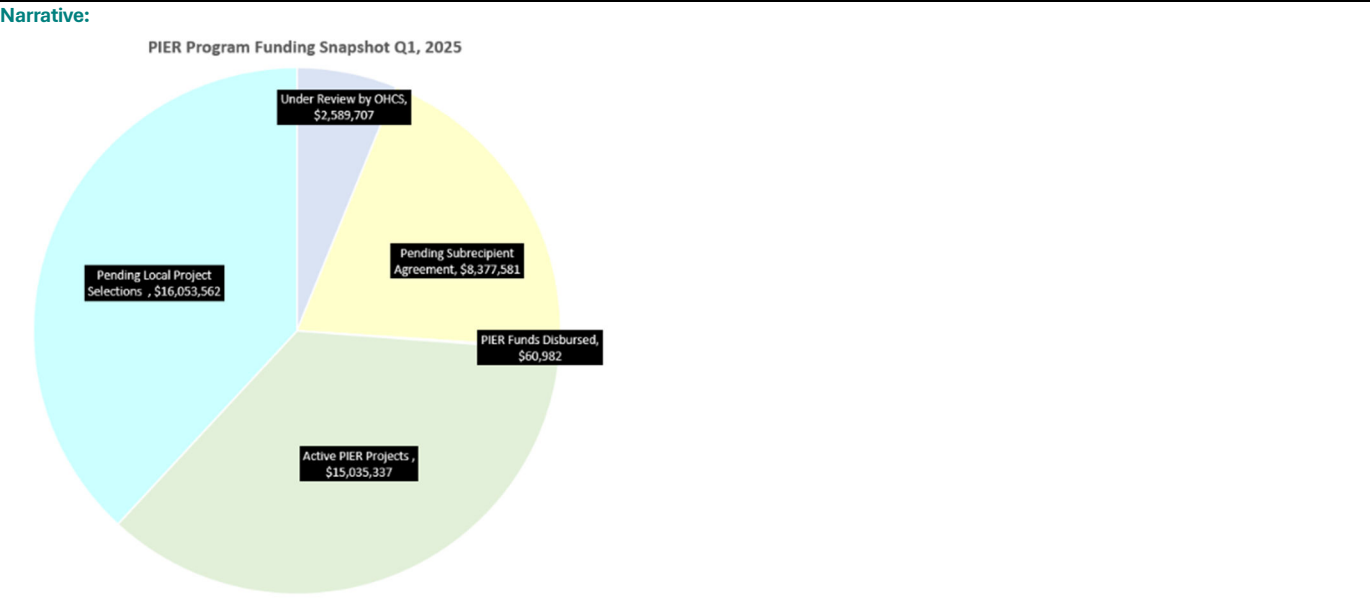 Narrative:
PIER Program Funding Snapshot Q1, 2025
Under Review by OHCS,
$2,589,707
Pending Subrecipient
Agreement, $8,377,581
Pending Local Project
Selections , $16,053,562
PIER Funds Disbursed,
$60,982
Active PIER Projects ,
$15,035,337